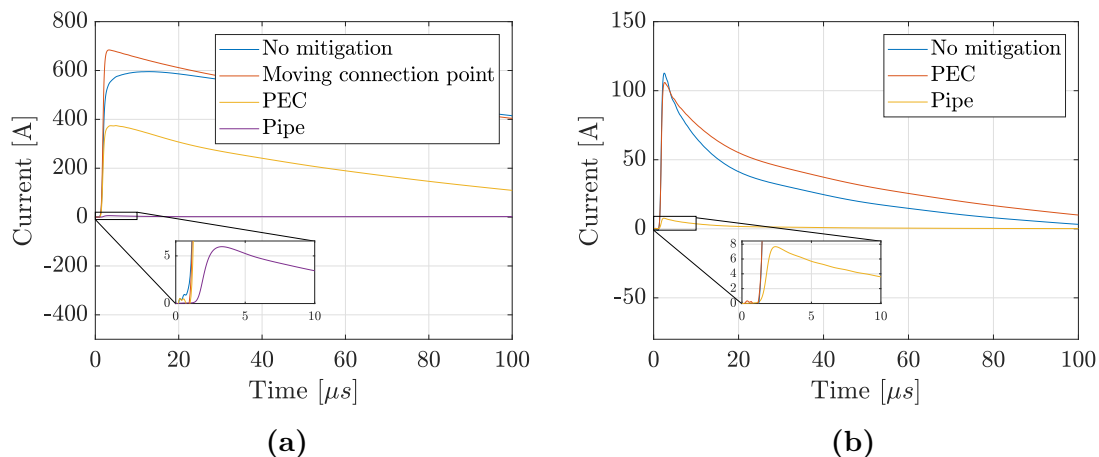 800
600
400
200
0
-200
-400
Current [A]
No mitigation
Moving connection point
PEC
Pipe
5
0
0 5 10
0 20 40 60 80 100
Time [μs]
(a)
150
100
50
0
-50
Current [A]
No mitigation
PEC
Pipe
8
6
4
2
0
0 5 10
0 20 40 60 80 100
Time [μs]
(b)